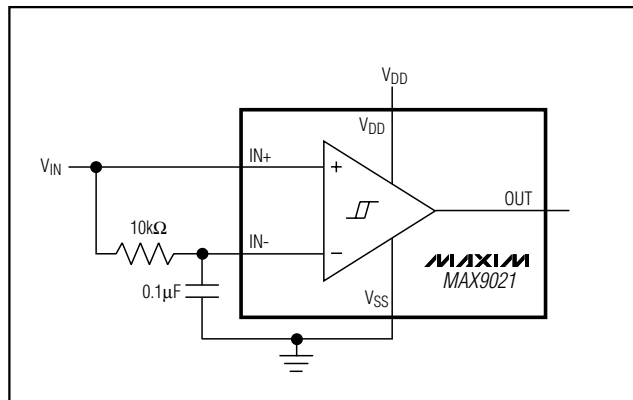 VDD
VDD
VIN
IN+
+
OUT
10kΩ
IN-
−
0.1µF
MAXIM
MAX9021
VSS